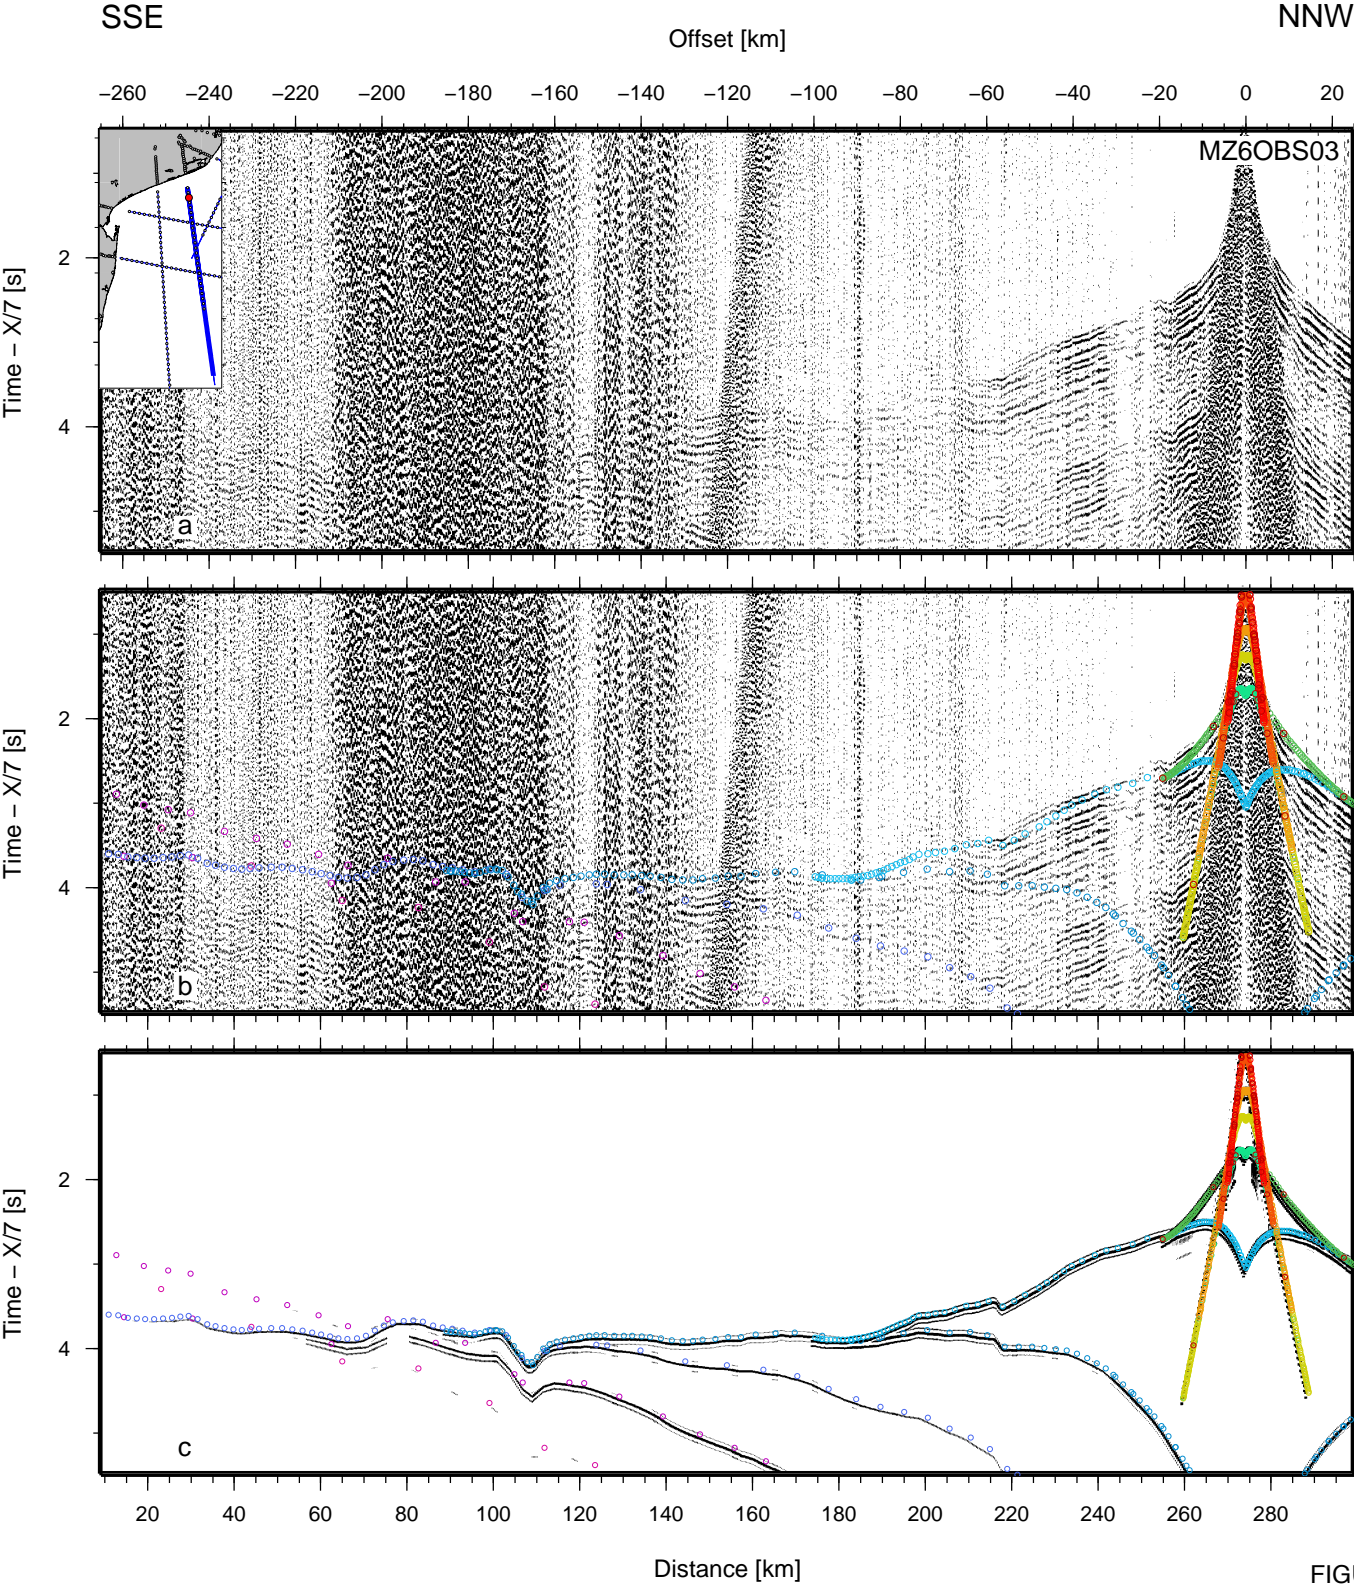 SSE
NNW
Offset [km]
−260 −240 −220 −200 −180 −160 −140 −120 −100 −80 −60 −40 −20 0 20
MZ6OBS03
2
4
Time − X/7 [s]
a
2
4
Time − X/7 [s]
b
2
4
Time − X/7 [s]
c
20 40 60 80 100 120 140 160 180 200 220 240 260 280
Distance [km]